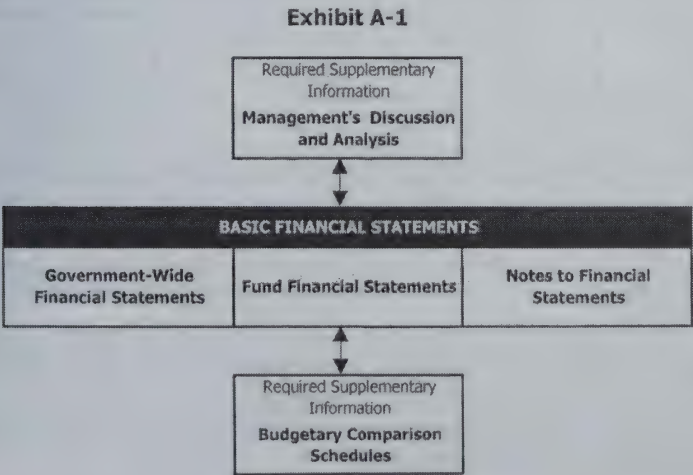 Exhibit A-1
Required Supplementary
Information
Management's Discussion
and Analysis
BASIC FINANCIAL STATEMENTS
Government-Wide
Financial Statements
Fund Financial Statements
Notes to Financial
Statements
Required Supplementary
Information
Budgetary Comparison
Schedules